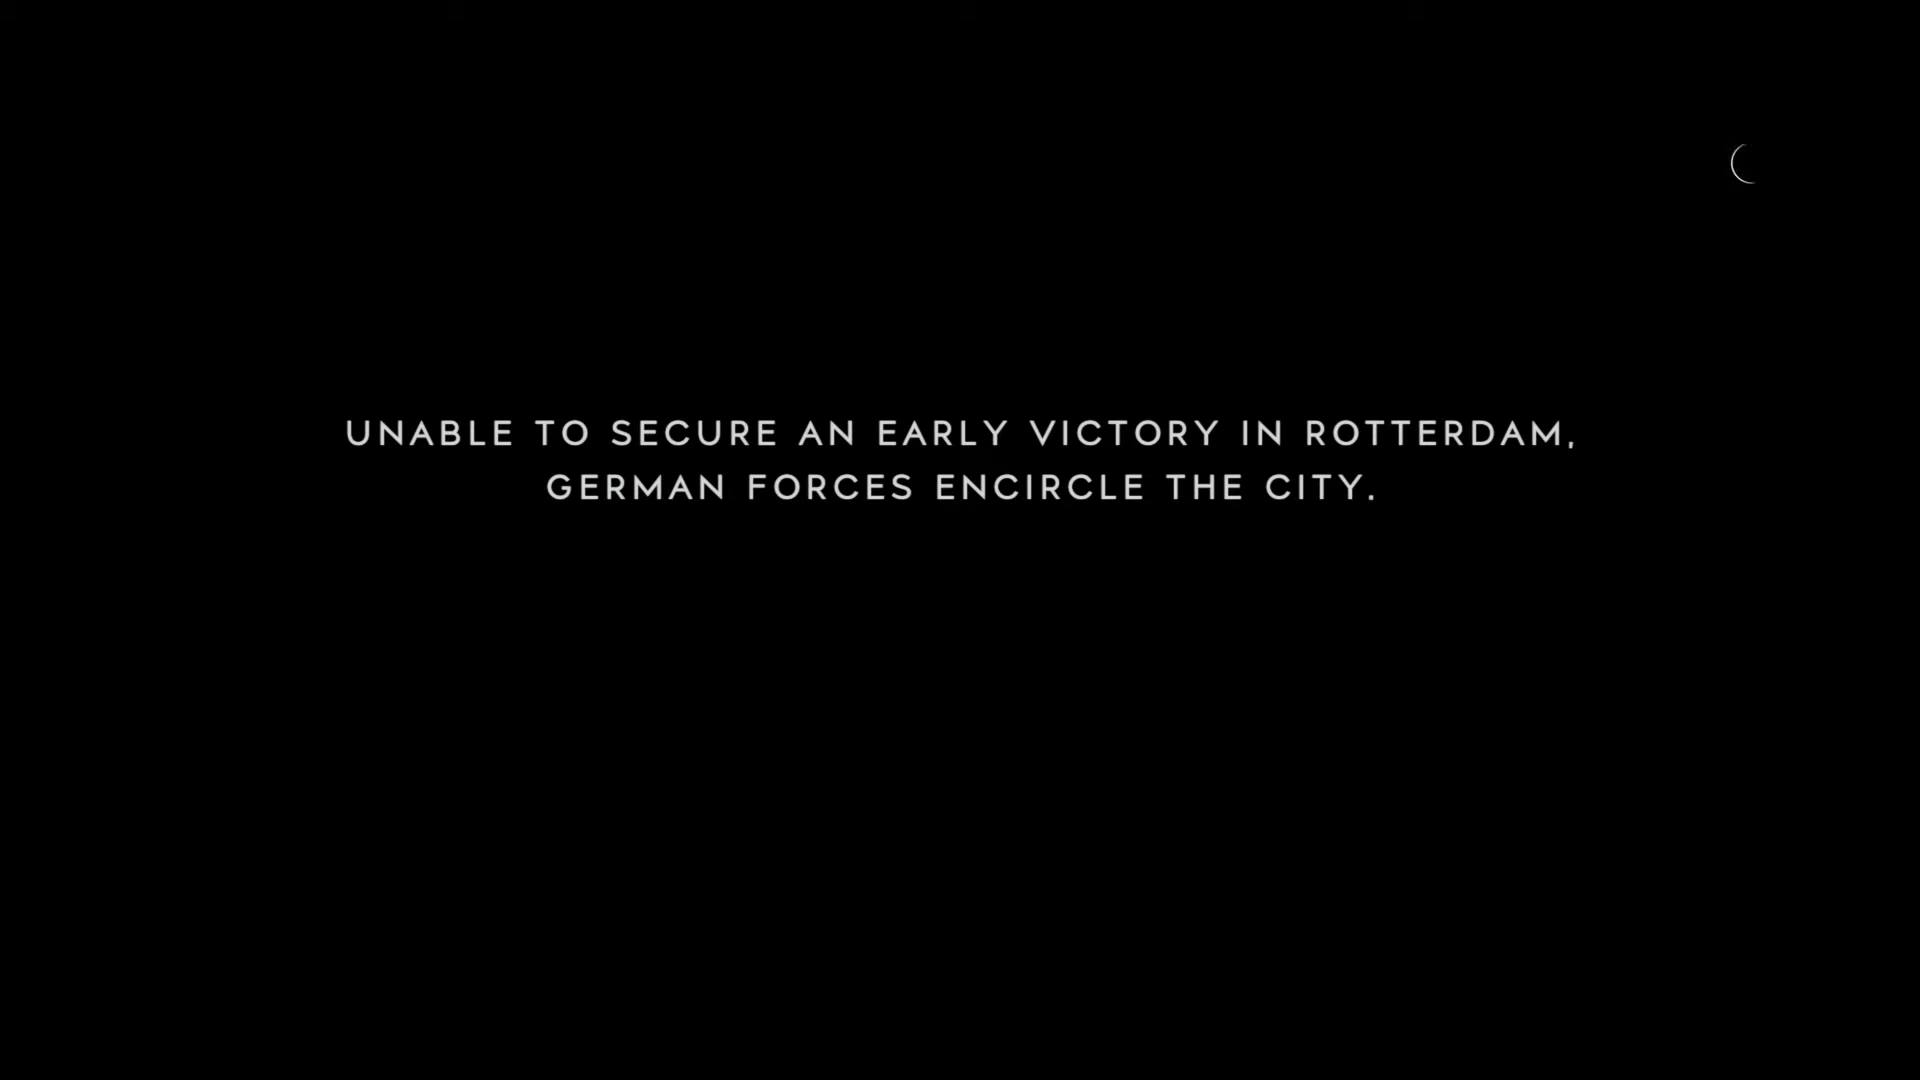 UNABLE TO SECURE AN EARLY VICTORY IN ROTTERDAM,
GERMAN FORCES ENCIRCLE THE CITY.